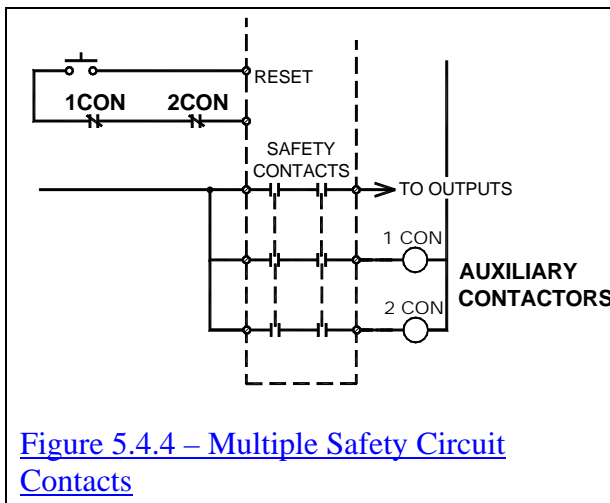 RESET
1CON 2CON
SAFETY
CONTACTS
TO OUTPUTS
1 CON
AUXILIARY
CONTACTORS
2 CON
Figure 5.4.4 – Multiple Safety Circuit
Contacts